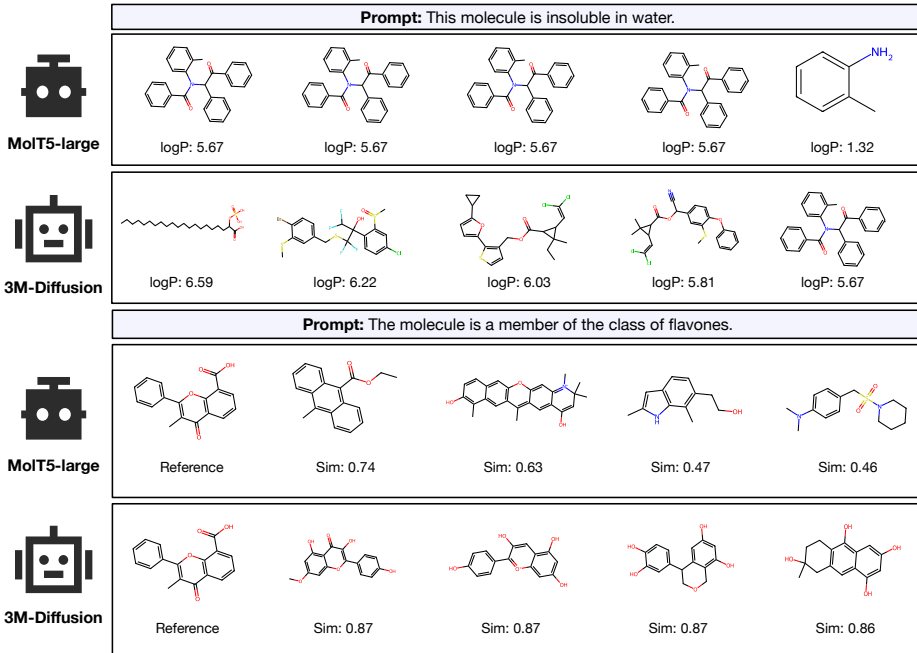 Prompt: This molecule is insoluble in water.
MolT5-large
logP: 5.67 logP: 5.67 logP: 5.67 logP: 5.67 logP: 1.32
3M-Diffusion
logP: 6.59 logP: 6.22 logP: 6.03 logP: 5.81 logP: 5.67
Prompt: The molecule is a member of the class of flavones.
MolT5-large
Reference Sim: 0.74 Sim: 0.63 Sim: 0.47 Sim: 0.46
3M-Diffusion
Reference Sim: 0.87 Sim: 0.87 Sim: 0.87 Sim: 0.86